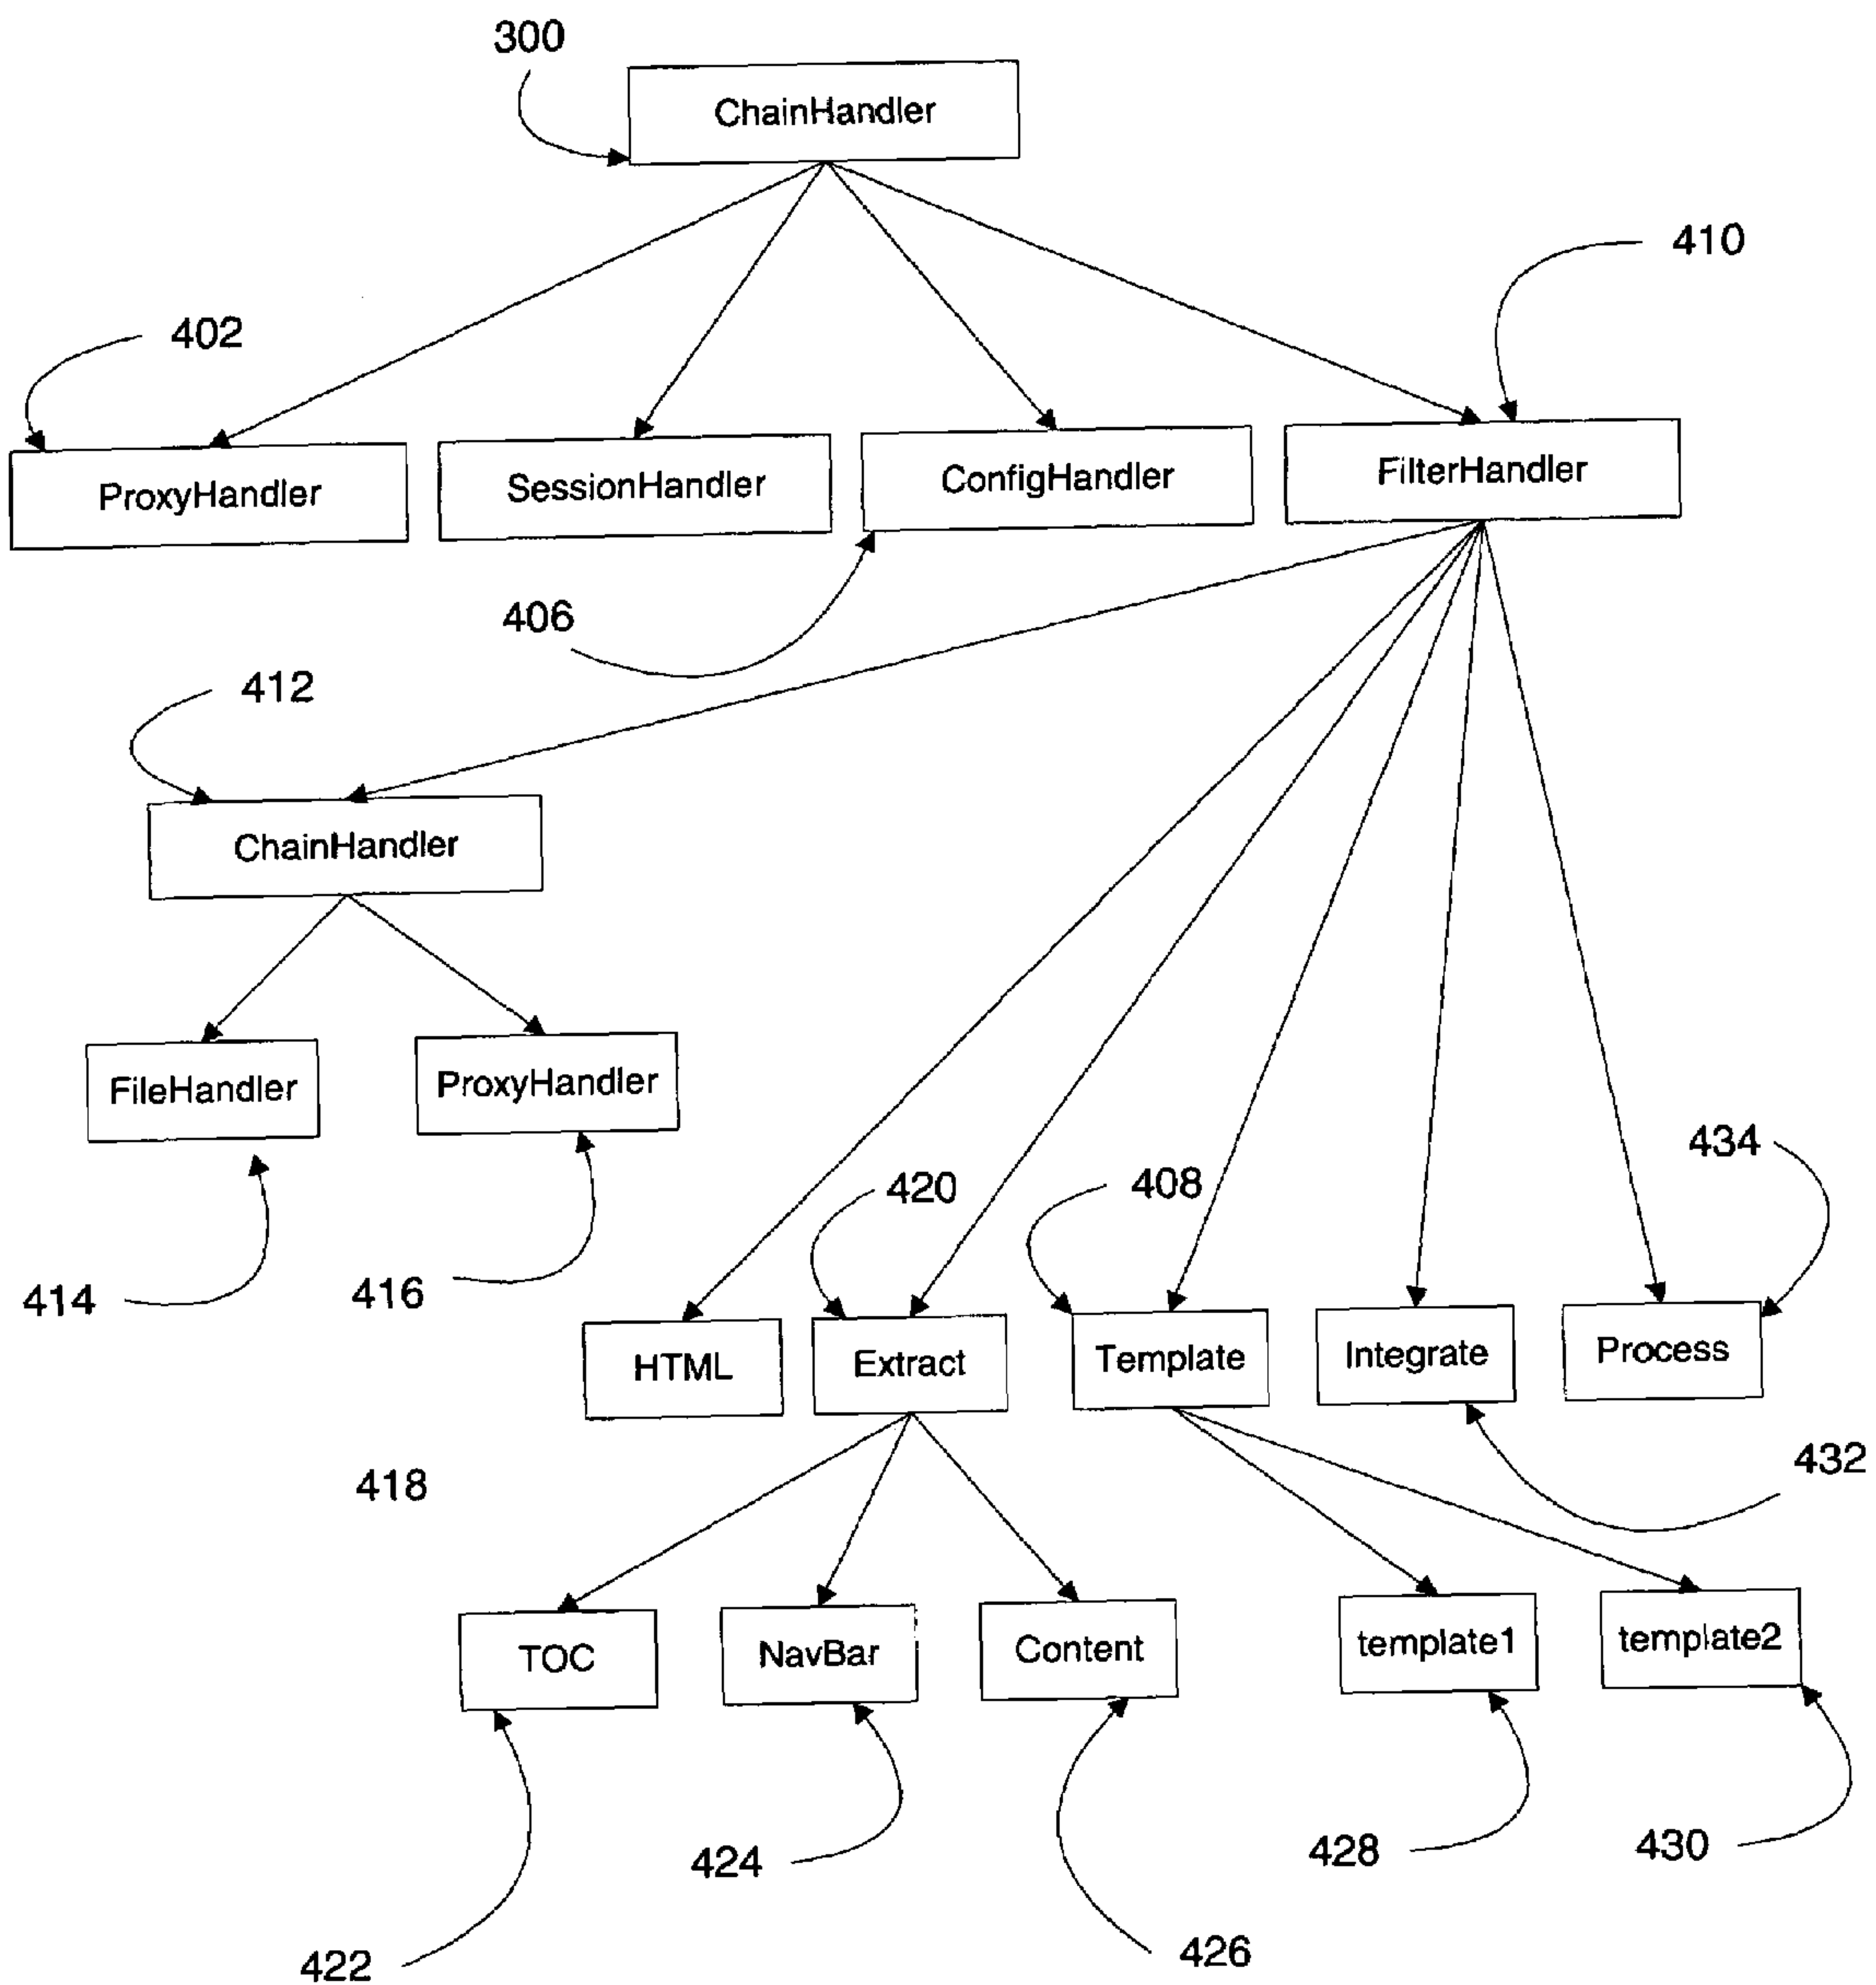 300
ChainHandler
410
402
ProxyHandler
SessionHandler
ConfigHandler
FilterHandler
406
412
ChainHandler
FileHandler
ProxyHandler
434
420
408
414
416
HTML
Extract
Template
Integrate
Process
432
418
TOC
NavBar
Content
template1
template2
424
428
430
422
426